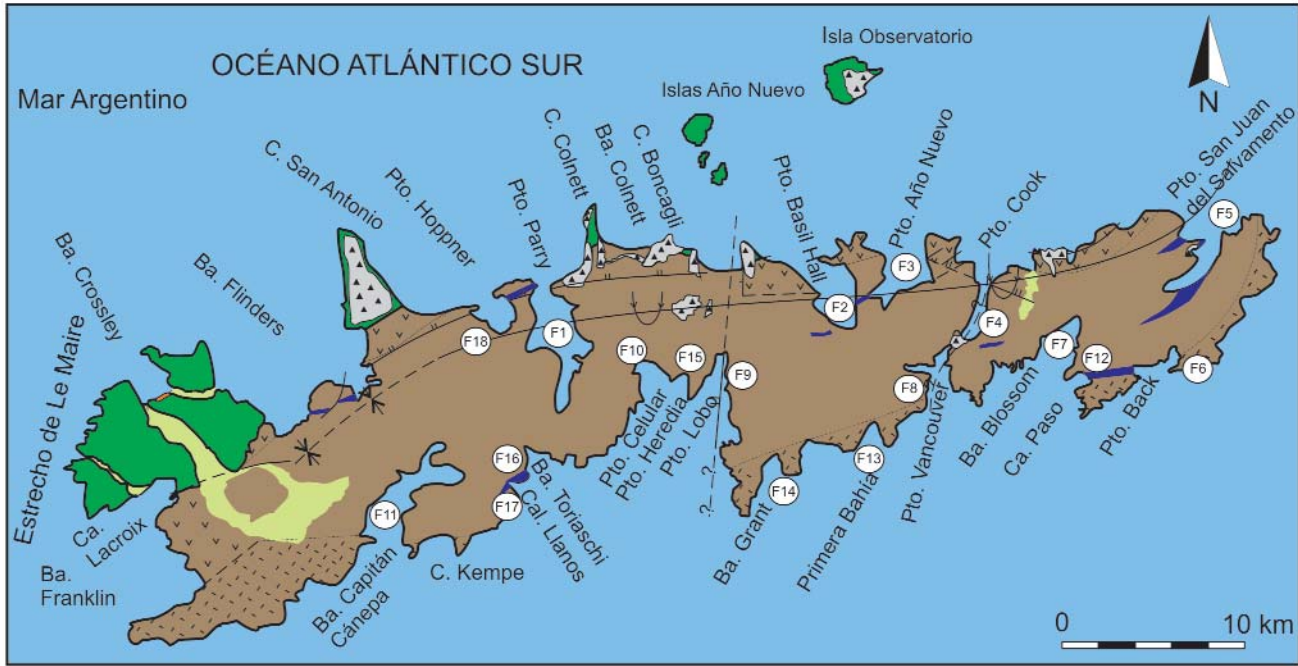 OCÉANO ATLÁNTICO SUR
Mar Argentino
Isla Observatorio
Islas Año Nuevo
N
Estrecho de Le Maire
Ba. Crossley
Ba. Flinders
C. San Antonio
Pto. Hoppner
Pto. Parry
C. Colnett
Ba. Colnett
C. Boncagli
Pto. Basil Hall
Pto. Año Nuevo
Pto. Cook
Pto. San Juan
del Salvamento
F5
F3
F2
F4
F1
F18
F10
F15
F9
F7
F12
F6
F8
F16
F17
F11
F13
F14
?
?
Ca.
Lacroix
Ba.
Franklin
Ba. Capitán
Cánepa
C. Kempe
Cal. Llanos
Ba. Toriaschi
Pto. Celular
Pto. Heredia
Pto. Lobo
Ba. Grant
Primera Bahía
Pto. Vancouver
Ba. Blossom
Ca. Paso
Pto. Back
0 10 km